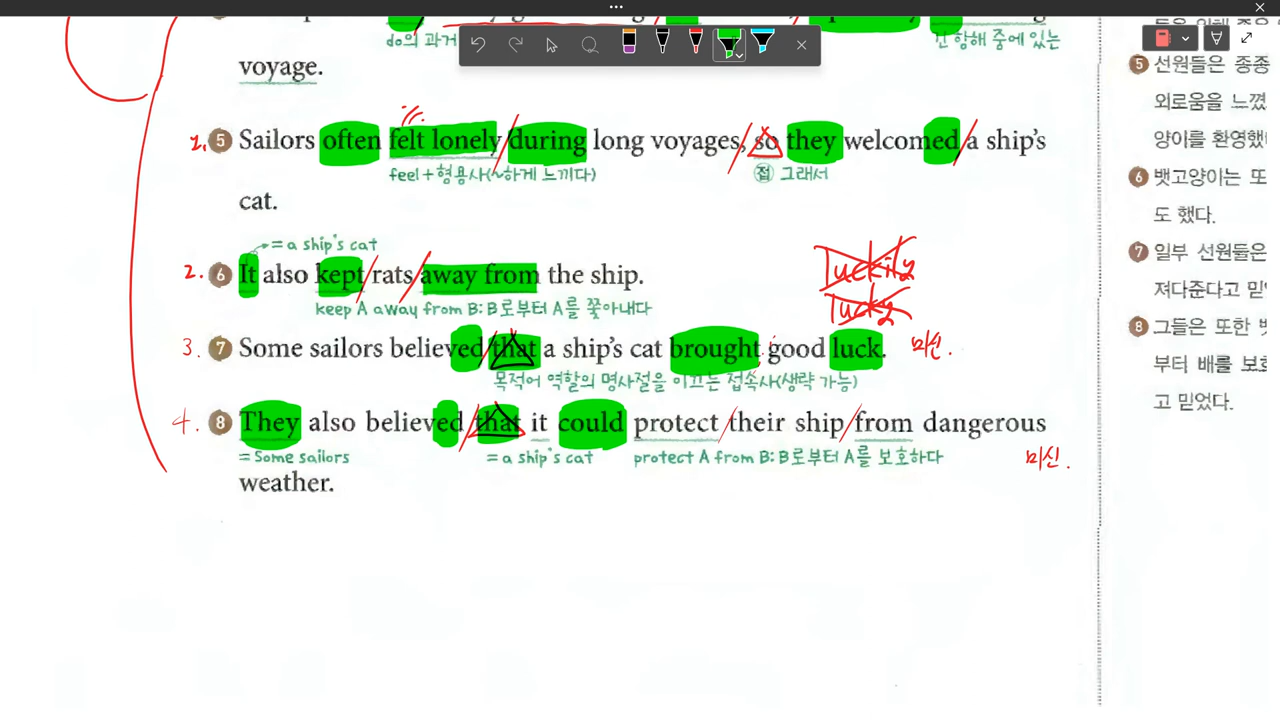 do의 과거
긴 항해 중에 있는
voyage.
1. 5 Sailors often felt lonely during long voyages, so they welcomed a ship's
feel + 형용사(~하게 느끼다)
접 그래서
cat.
= a ship's cat
2. 6 It also kept rats away from the ship.
keep A away from B: B로부터 A를 쫓아내다
Luckily
Lucky
3. 7 Some sailors believed that a ship's cat brought good luck. 미신.
목적어 역할의 명사절을 이끄는 접속사(생략 가능)
4. 8 They also believed that it could protect their ship from dangerous
= Some sailors
= a ship's cat
protect A from B: B로부터 A를 보호하다
미신.
weather.
5 선원들은 종종
외로움을 느꼈
양이를 환영했
6 뱃고양이는 또
도 했다.
7 일부 선원들은
져다준다고 믿
8 그들은 또한 뱃
부터 배를 보호
고 믿었다.